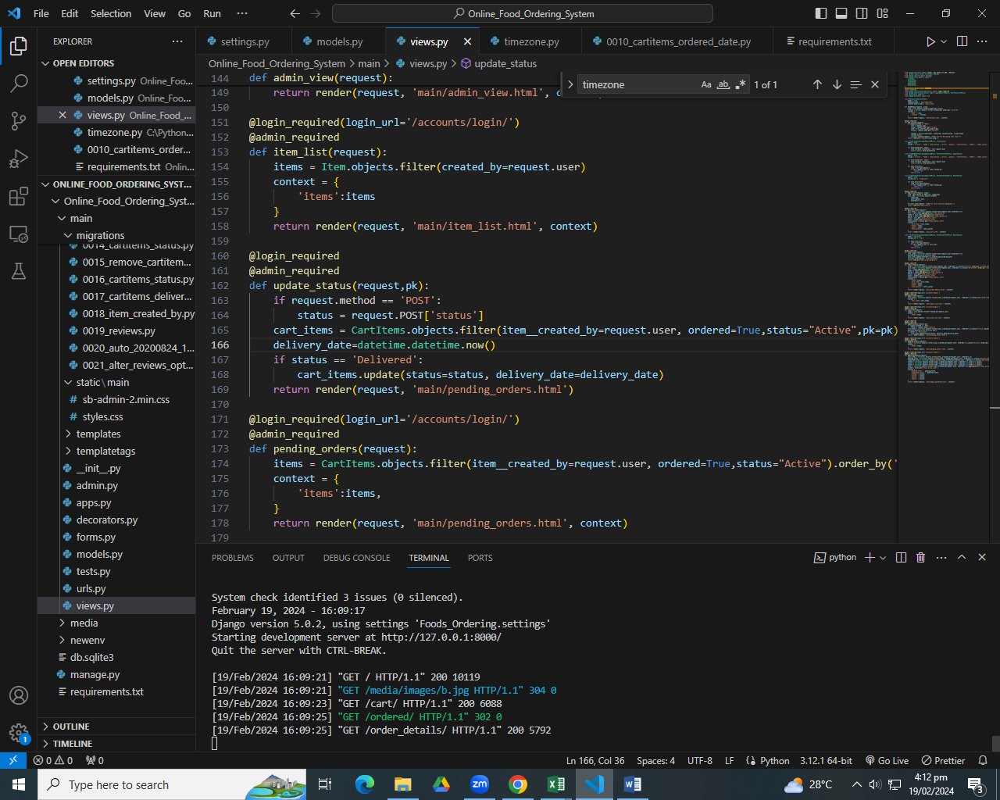 File Edit Selection View Go Run ··· Online_Food_Ordering_System
EXPLORER ···
OPEN EDITORS
settings.py Online_Foo...
models.py Online_Foo...
views.py Online_Food_...
timezone.py C:\Python...
0010_cartitems_order...
requirements.txt Onlin...
ONLINE_FOOD_ORDERING_SYST...
Online_Food_Ordering_Syst...
main
migrations
0014_cartitems_status.py
0015_remove_cartitem...
0016_cartitems_status.py
0017_cartitems_deliver...
0018_item_created_by.py
0019_reviews.py
0020_auto_20200824_1...
0021_alter_reviews_opt...
static\main
sb-admin-2.min.css
styles.css
templates
templatetags
__init__.py
admin.py
apps.py
decorators.py
forms.py
models.py
tests.py
urls.py
views.py
media
newenv
db.sqlite3
manage.py
requirements.txt
OUTLINE
TIMELINE
settings.py models.py views.py timezone.py 0010_cartitems_ordered_date.py requirements.txt
Online_Food_Ordering_System > main > views.py > update_status
timezone Aa ab .* 1 of 1
144 def admin_view(request):
149 return render(request, 'main/admin_view.html', c
150
151 @login_required(login_url='/accounts/login/')
152 @admin_required
153 def item_list(request):
154 items = Item.objects.filter(created_by=request.user)
155 context = {
156 'items':items
157 }
158 return render(request, 'main/item_list.html', context)
159
160 @login_required
161 @admin_required
162 def update_status(request,pk):
163 if request.method == 'POST':
164 status = request.POST['status']
165 cart_items = CartItems.objects.filter(item__created_by=request.user, ordered=True,status="Active",pk=pk)
166 delivery_date=datetime.datetime.now()
167 if status == 'Delivered':
168 cart_items.update(status=status, delivery_date=delivery_date)
169 return render(request, 'main/pending_orders.html')
170
171 @login_required(login_url='/accounts/login/')
172 @admin_required
173 def pending_orders(request):
174 items = CartItems.objects.filter(item__created_by=request.user, ordered=True,status="Active").order_by('
175 context = {
176 'items':items,
177 }
178 return render(request, 'main/pending_orders.html', context)
179
PROBLEMS OUTPUT DEBUG CONSOLE TERMINAL PORTS python
System check identified 3 issues (0 silenced).
February 19, 2024 - 16:09:17
Django version 5.0.2, using settings 'Foods_Ordering.settings'
Starting development server at http://127.0.0.1:8000/
Quit the server with CTRL-BREAK.
[19/Feb/2024 16:09:21] "GET / HTTP/1.1" 200 10119
[19/Feb/2024 16:09:21] "GET /media/images/b.jpg HTTP/1.1" 304 0
[19/Feb/2024 16:09:23] "GET /cart/ HTTP/1.1" 200 6088
[19/Feb/2024 16:09:25] "GET /ordered/ HTTP/1.1" 302 0
[19/Feb/2024 16:09:25] "GET /order_details/ HTTP/1.1" 200 5792
1
0 0 0 Ln 166, Col 36 Spaces: 4 UTF-8 LF Python 3.12.1 64-bit Go Live Prettier
Type here to search zm 28°C 4:12 pm
19/02/2024 3